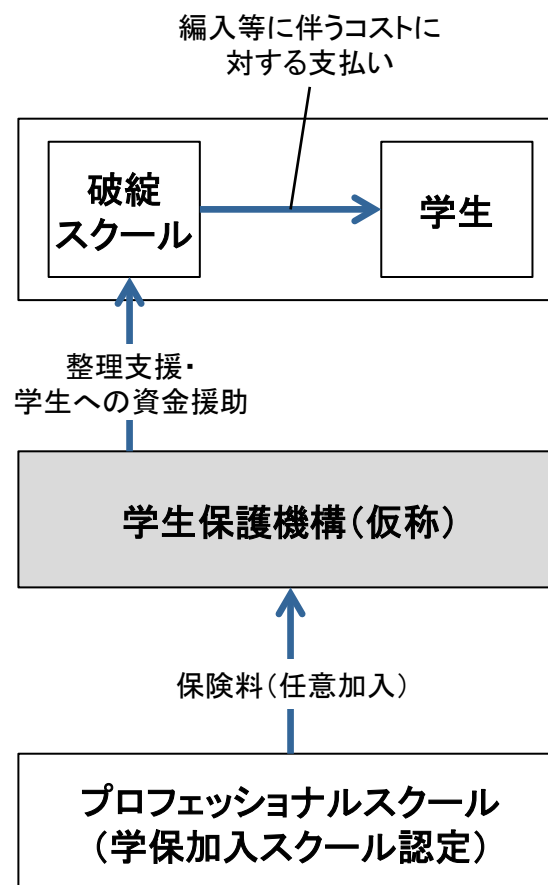 編入等に伴うコストに
対する支払い
破綻
スクール
学生
整理支援・
学生への資金援助
学生保護機構（仮称）
保険料（任意加入）
プロフェッショナルスクール
（学保加入スクール認定）